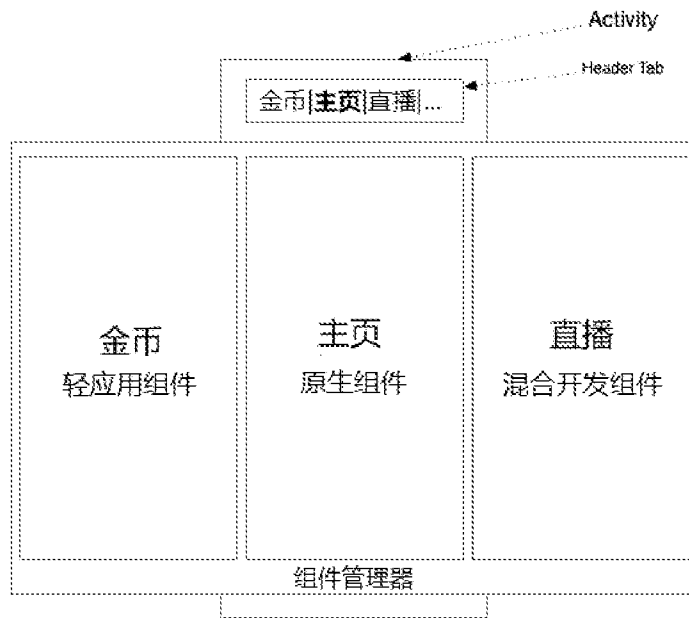 Activity
Header Tab
金币|主页|直播|...
金币
轻应用组件
主页
原生组件
直播
混合开发组件
组件管理器